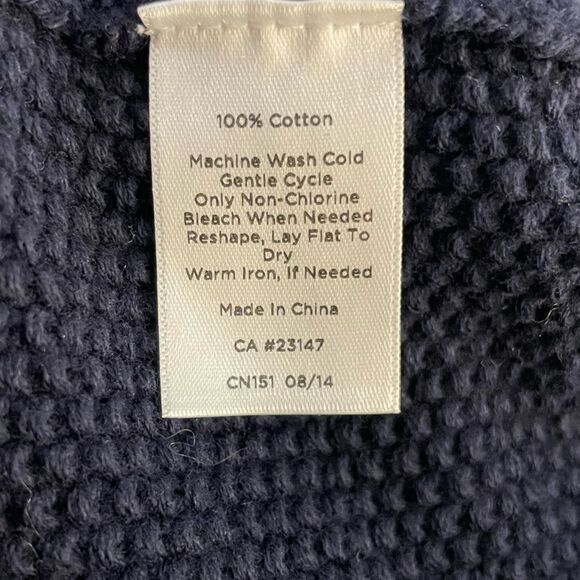 100% Cotton
Machine Wash Cold
Gentle Cycle
Only Non-Chlorine
Bleach When Needed
Reshape, Lay Flat To
Dry
Warm Iron, If Needed
Made In China
CA #23147
CN151 08/14